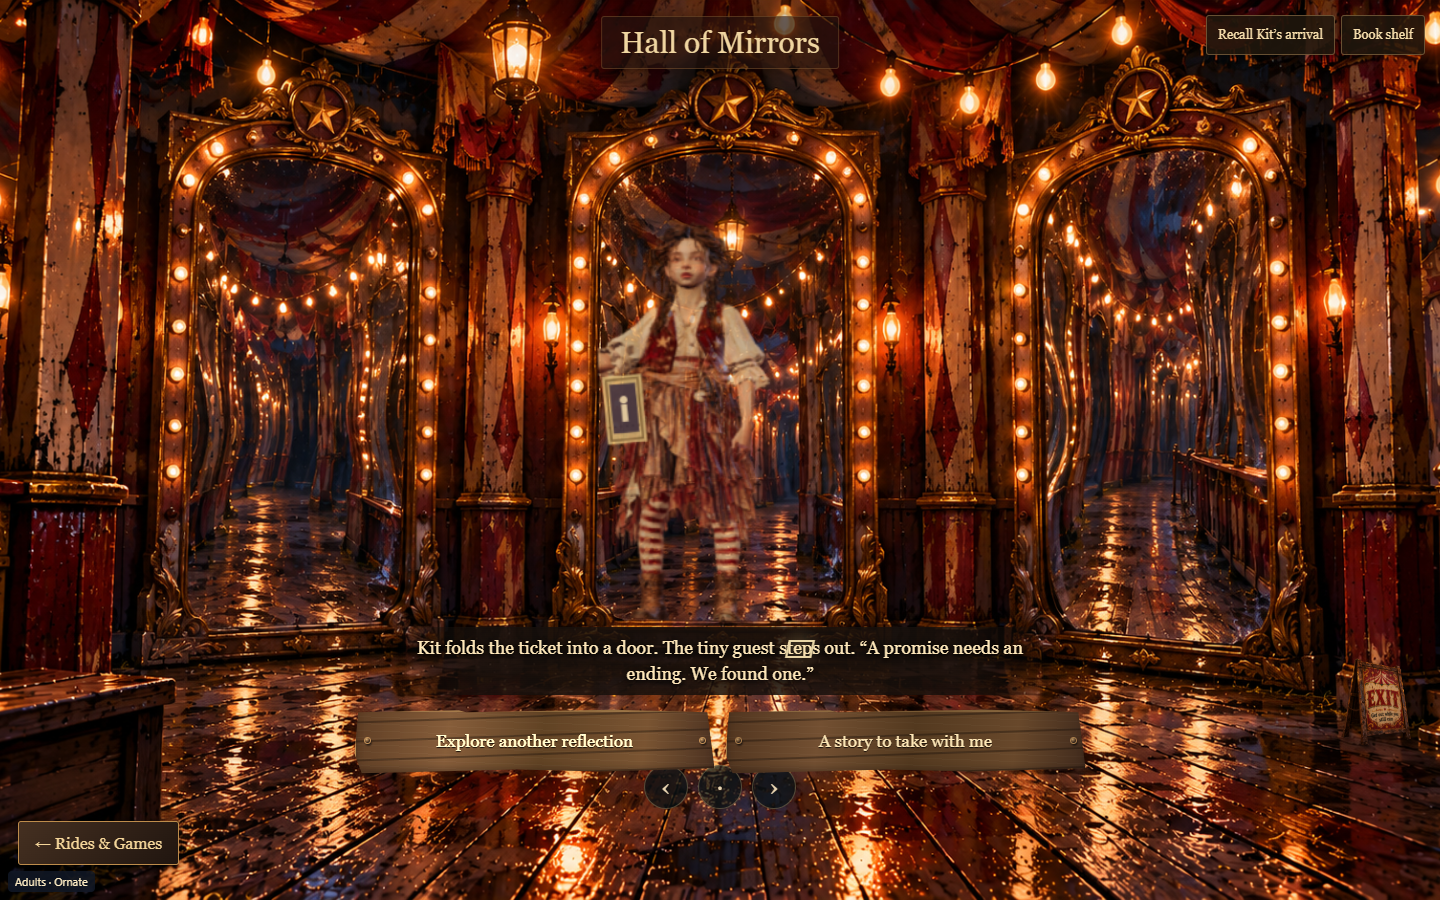 Hall of Mirrors
Recall Kit's arrival
Book shelf
i
Kit folds the ticket into a door. The tiny guest steps out. “A promise needs an
ending. We found one.”
EXIT
Explore another reflection
A story to take with me
‹ · ›
← Rides & Games
Adults · Ornate